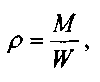 ρ = M/W,